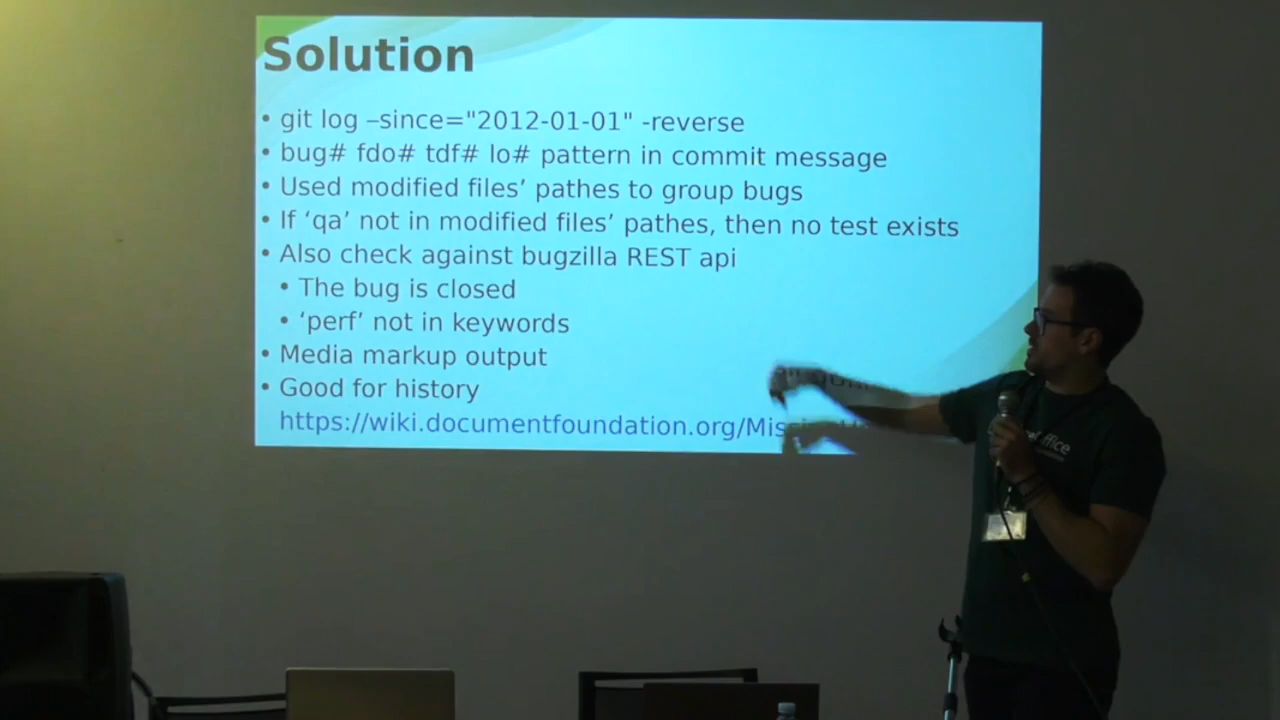 Solution
• git log –since="2012-01-01" -reverse
• bug# fdo# tdf# lo# pattern in commit message
• Used modified files’ pathes to group bugs
• If ‘qa’ not in modified files’ pathes, then no test exists
• Also check against bugzilla REST api
• The bug is closed
• ‘perf’ not in keywords
• Media markup output
• Good for history
https://wiki.documentfoundation.org/Mis